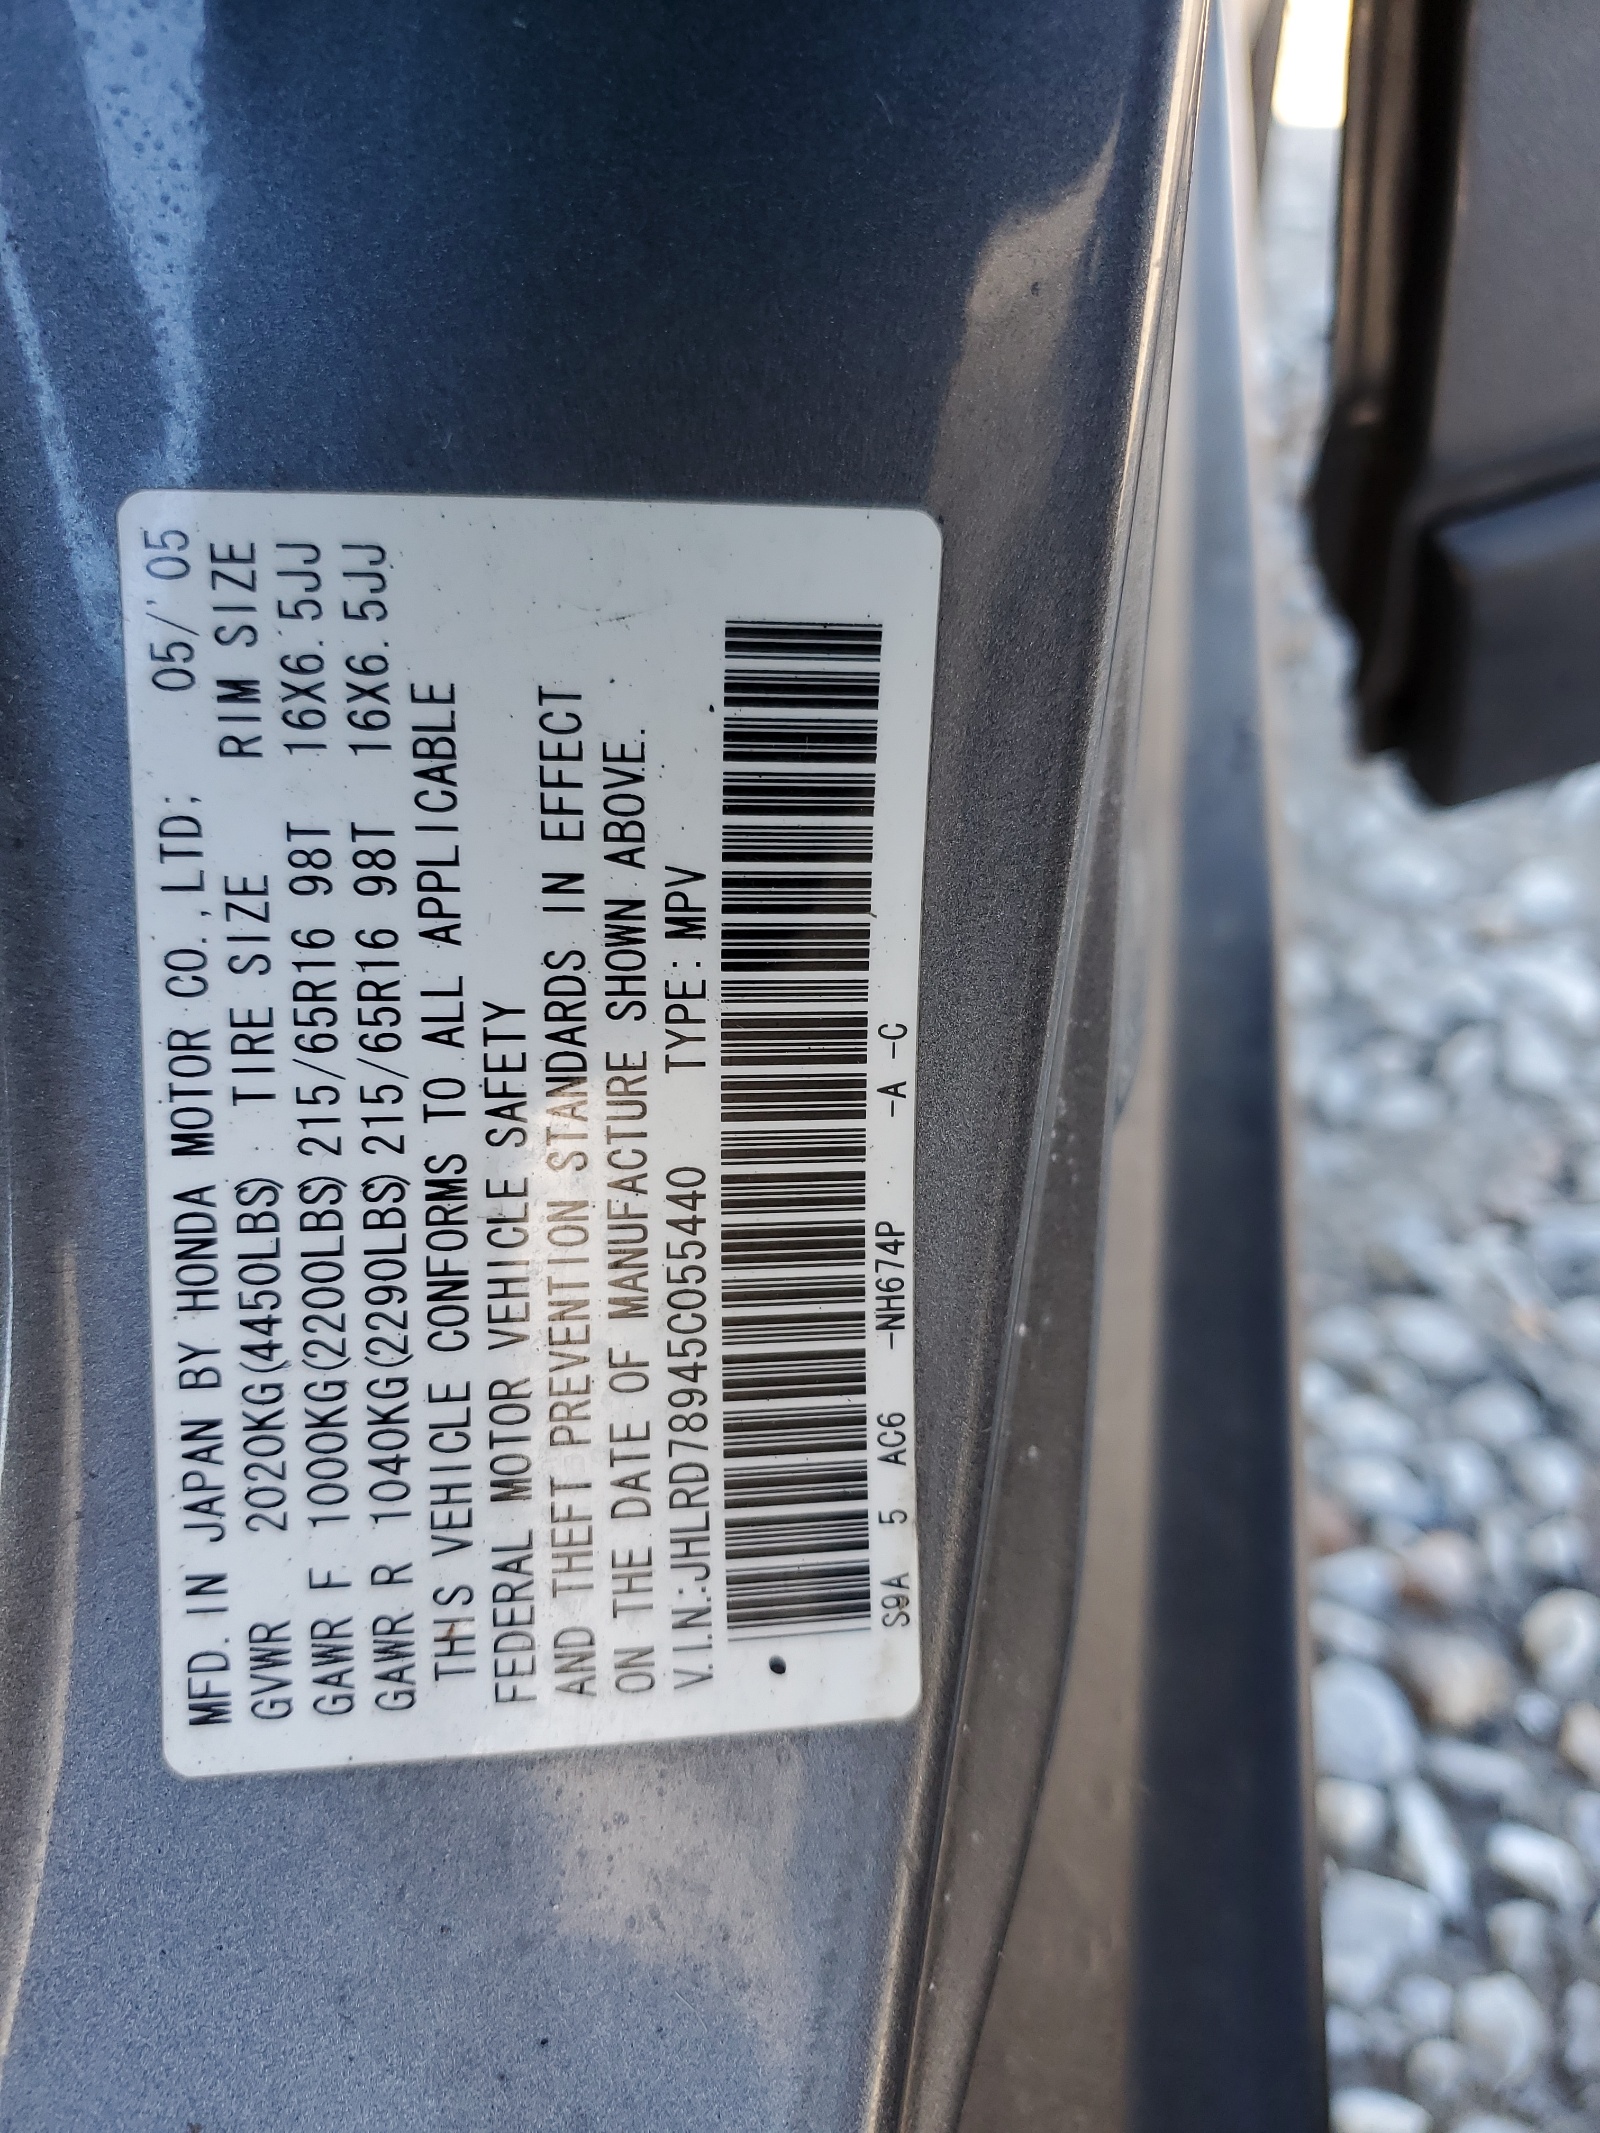 MFD. IN JAPAN BY HONDA MOTOR CO., LTD; 05/'05
GVWR 2020KG(4450LBS) TIRE SIZE RIM SIZE
GAWR F 1000KG(2200LBS) 215/65R16 98T 16X6.5JJ
GAWR R 1040KG(2290LBS) 215/65R16 98T 16X6.5JJ
THIS VEHICLE CONFORMS TO ALL APPLICABLE
FEDERAL MOTOR VEHICLE SAFETY
AND THEFT PREVENTION STANDARDS IN EFFECT
ON THE DATE OF MANUFACTURE SHOWN ABOVE.
V.I.N.:JHLRD78945C055440 TYPE: MPV
S9A 5 AC6 -NH674P -A -C